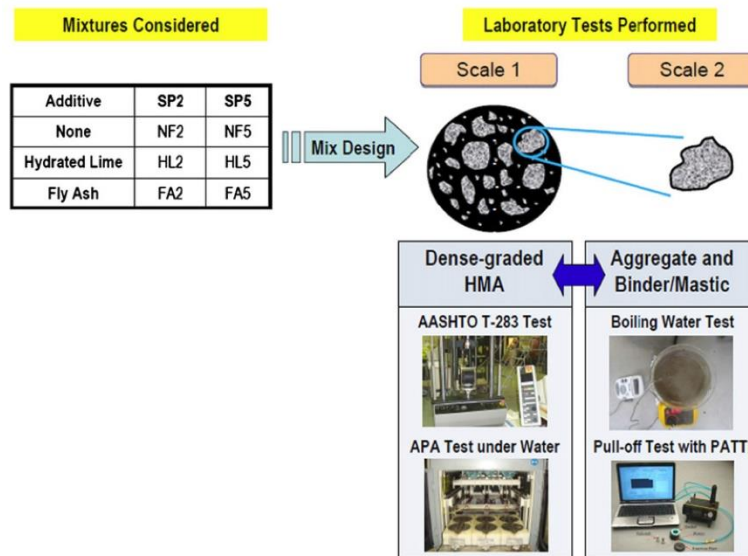 Mixtures Considered
Laboratory Tests Performed
Scale 1
Scale 2
Additive SP2 SP5
None NF2 NF5
Hydrated Lime HL2 HL5
Fly Ash FA2 FA5
Mix Design
Dense-graded
HMA
Aggregate and
Binder/Mastic
AASHTO T-283 Test
Boiling Water Test
APA Test under Water
Pull-off Test with PATTI